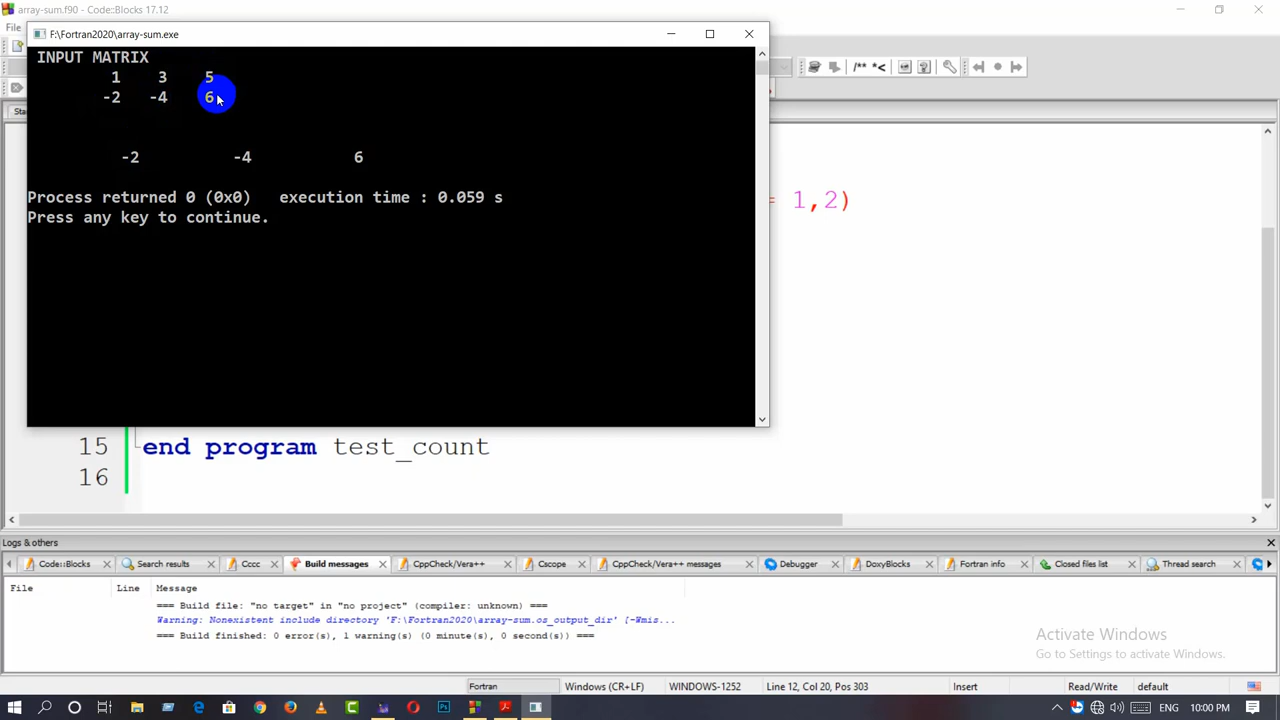 array-sum.f90 - Code::Blocks 17.12
File
F:\Fortran2020\array-sum.exe
INPUT MATRIX
1 3 5
-2 -4 6
-2 -4 6
Process returned 0 (0x0) execution time : 0.059 s
Press any key to continue.
/** *<
Sta
1,2)
15 end program test_count
16
Logs & others
Code::Blocks Search results Cccc Build messages CppCheck/Vera++ Cscope CppCheck/Vera++ messages Debugger DoxyBlocks Fortran info Closed files list Thread search
File Line Message
=== Build file: "no target" in "no project" (compiler: unknown) ===
Warning: Nonexistent include directory 'F:\Fortran2020\array-sum.os_output_dir' [-Wmis...
=== Build finished: 0 error(s), 1 warning(s) (0 minute(s), 0 second(s)) ===
Activate Windows
Go to Settings to activate Windows.
Fortran Windows (CR+LF) WINDOWS-1252 Line 12, Col 20, Pos 303 Insert Read/Write default
ENG 10:00 PM